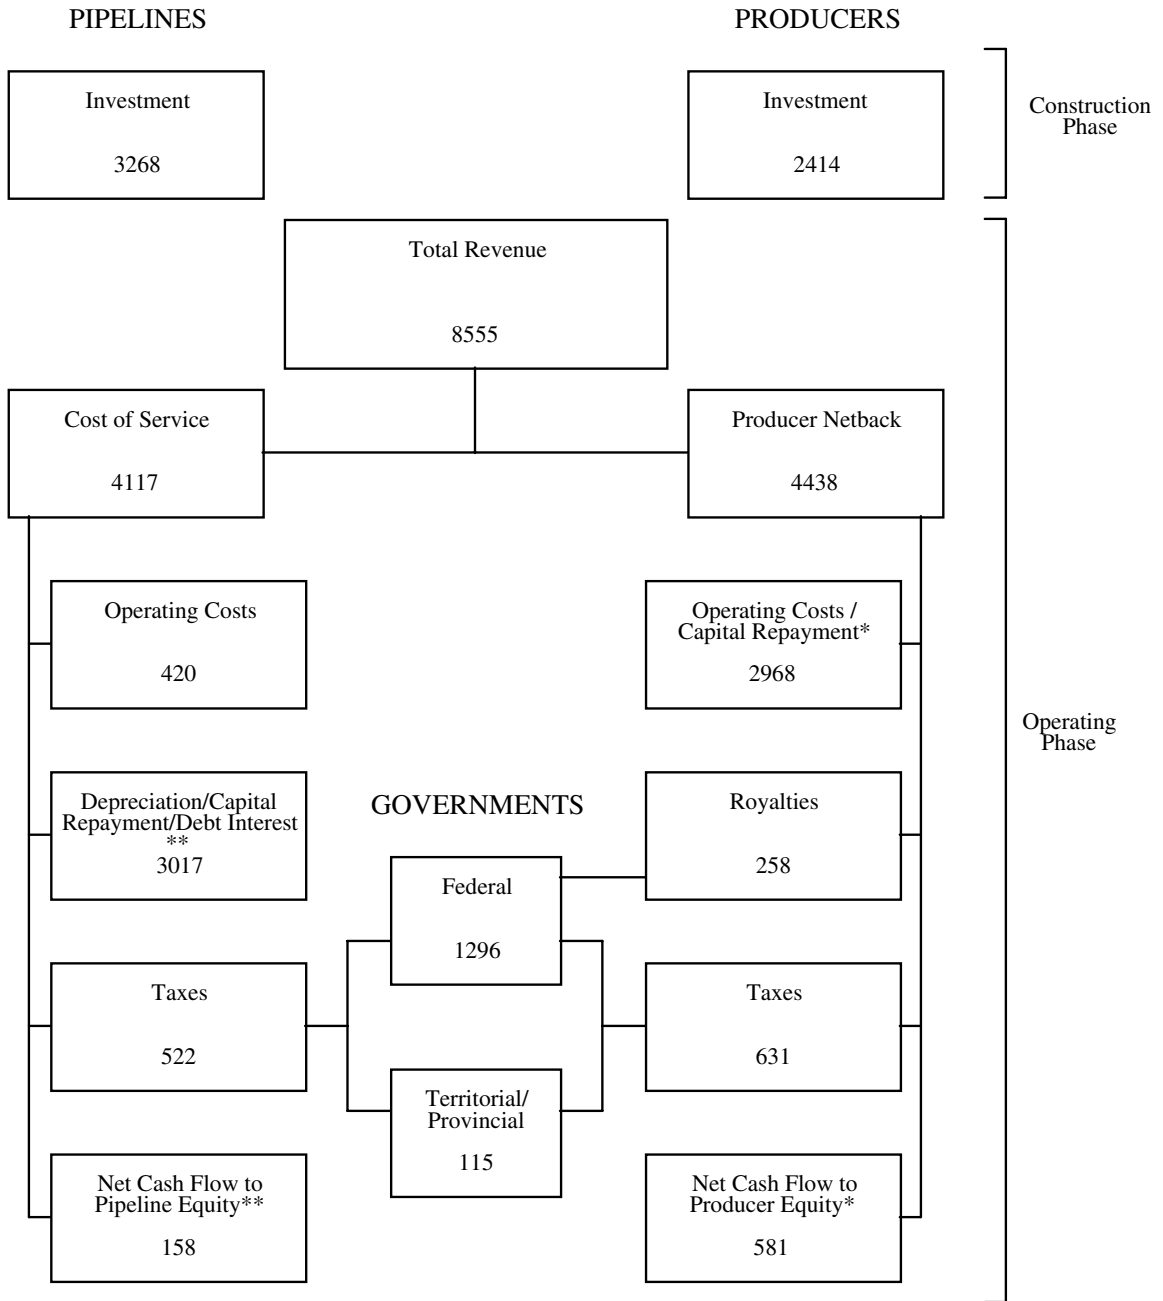 PIPELINES
PRODUCERS
Investment
3268
Investment
2414
Construction
Phase
Total Revenue
8555
Cost of Service
4117
Producer Netback
4438
Operating Costs
420
Operating Costs /
Capital Repayment*
2968
Operating
Phase
Depreciation/Capital
Repayment/Debt Interest
**
3017
GOVERNMENTS
Royalties
258
Federal
1296
Taxes
522
Taxes
631
Territorial/
Provincial
115
Net Cash Flow to
Pipeline Equity**
158
Net Cash Flow to
Producer Equity*
581